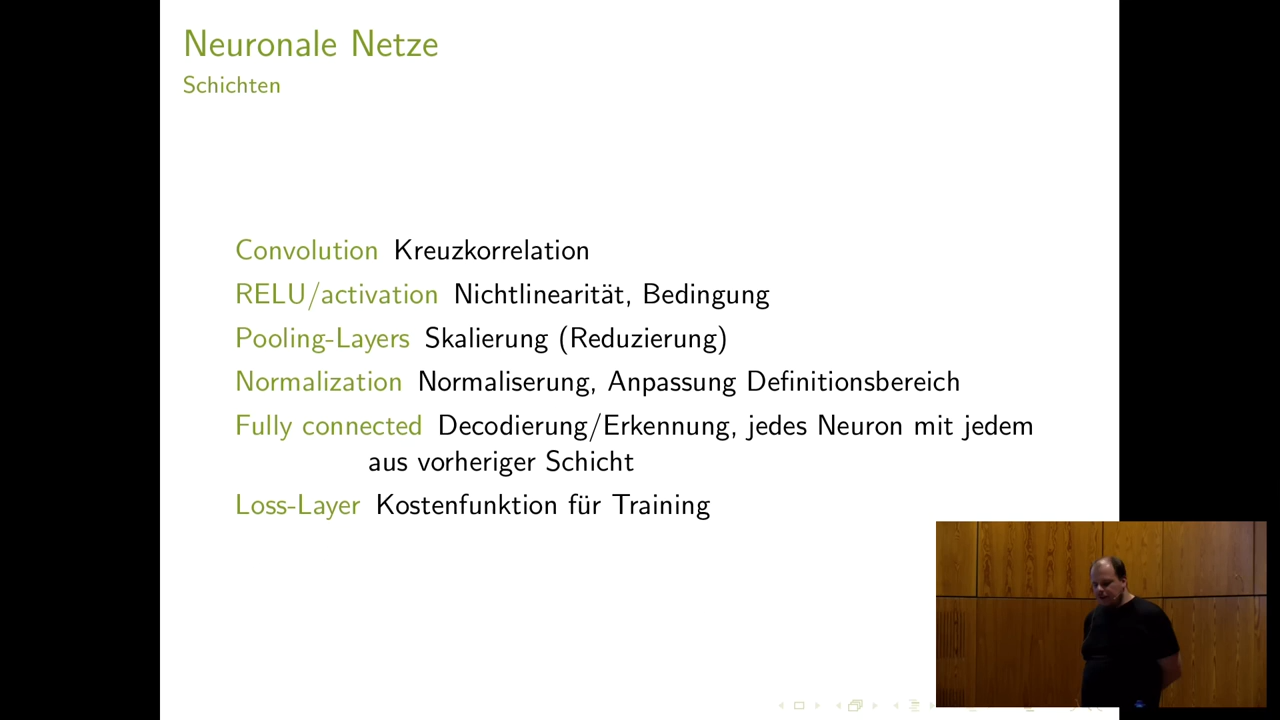 Neuronale Netze
Schichten
Convolution Kreuzkorrelation
RELU/activation Nichtlinearität, Bedingung
Pooling-Layers Skalierung (Reduzierung)
Normalization Normaliserung, Anpassung Definitionsbereich
Fully connected Decodierung/Erkennung, jedes Neuron mit jedem
aus vorheriger Schicht
Loss-Layer Kostenfunktion für Training